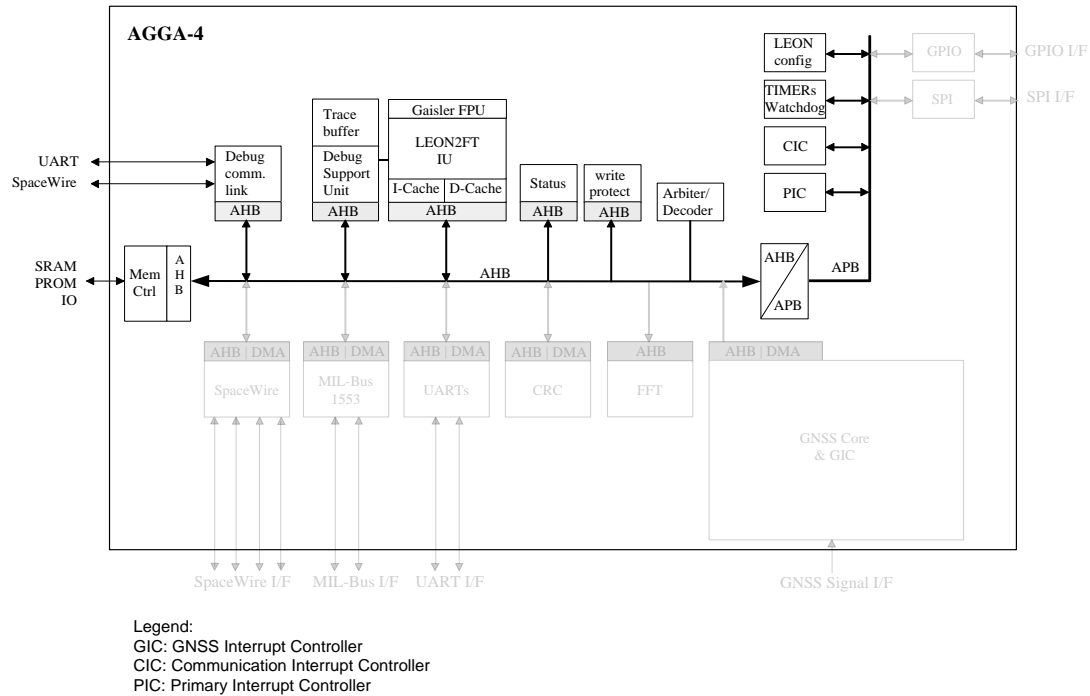 AGGA-4
LEON
config
GPIO
GPIO I/F
TIMERs
Watchdog
SPI
SPI I/F
CIC
PIC
Gaisler FPU
Trace
buffer
LEON2FT
IU
UART
SpaceWire
Debug
comm.
link
Debug
Support
Unit
I-Cache
D-Cache
Status
write
protect
Arbiter/
Decoder
AHB
AHB
AHB
AHB
AHB
SRAM
PROM
IO
Mem
Ctrl
A
H
B
AHB
AHB
APB
APB
AHB | DMA
AHB | DMA
AHB | DMA
AHB | DMA
AHB
AHB | DMA
SpaceWire
MIL-Bus
1553
UARTs
CRC
FFT
GNSS Core
& GIC
SpaceWire I/F
MIL-Bus I/F
UART I/F
GNSS Signal I/F
Legend:
GIC: GNSS Interrupt Controller
CIC: Communication Interrupt Controller
PIC: Primary Interrupt Controller